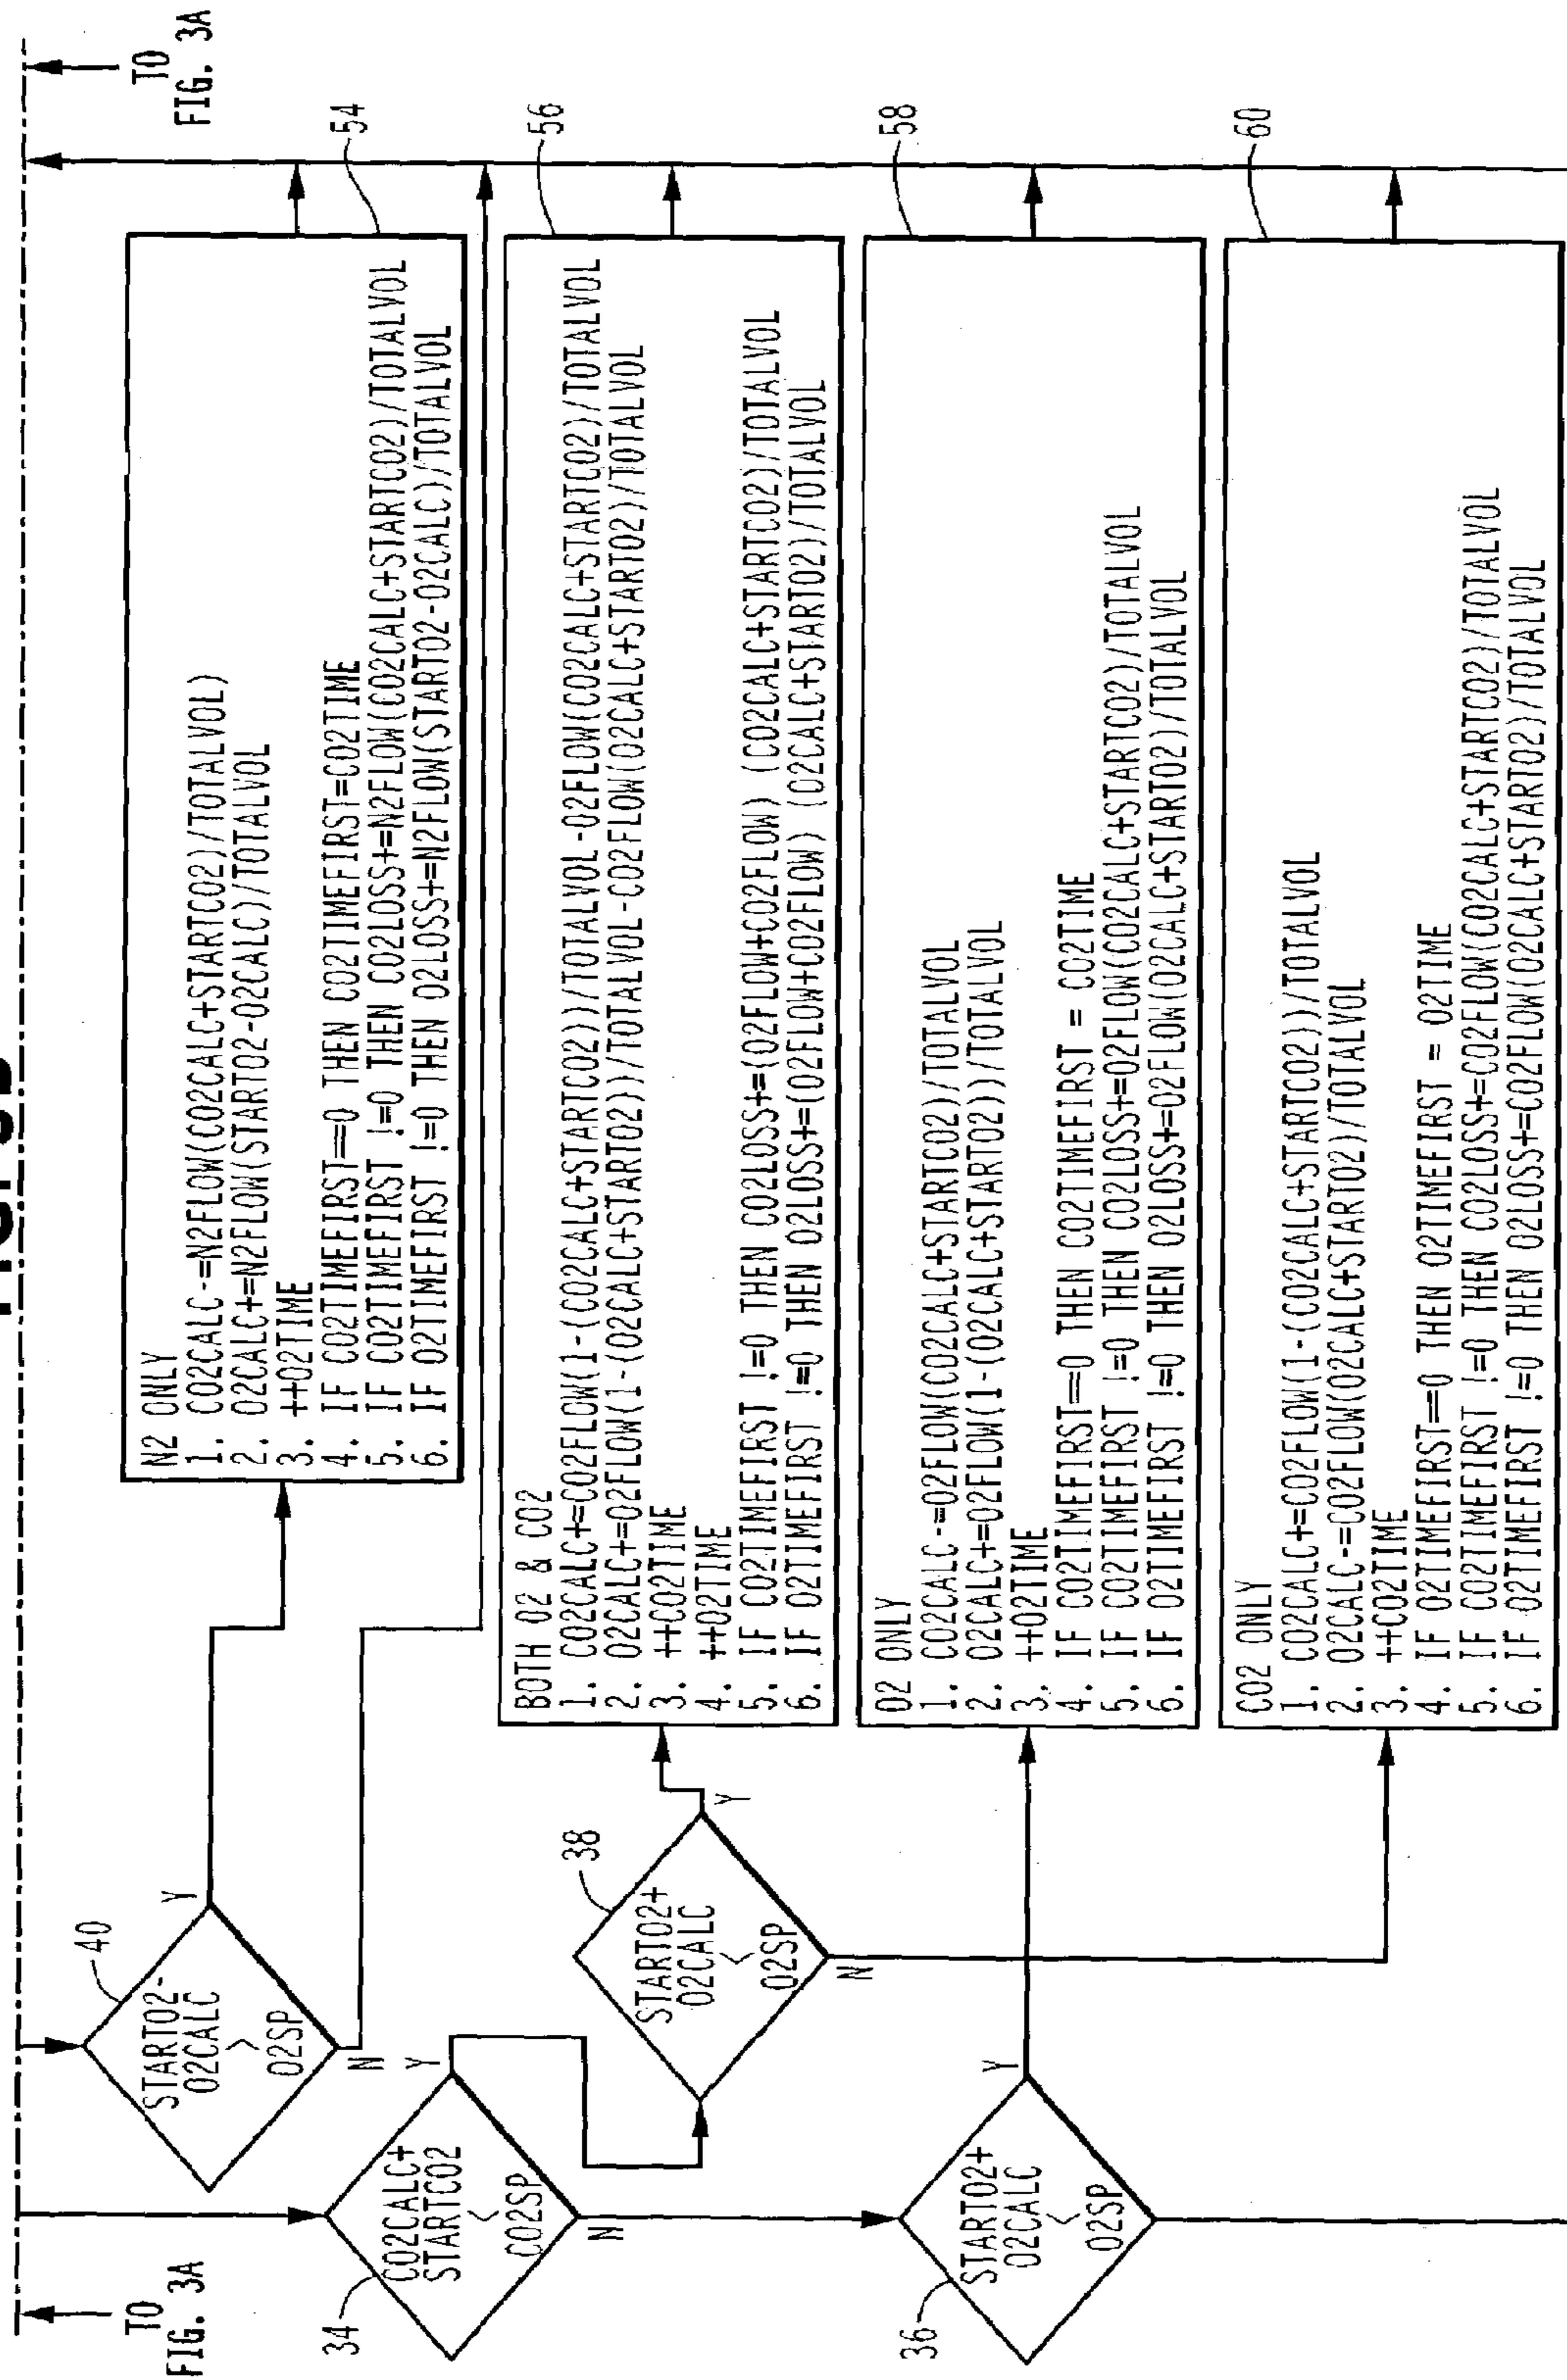 TO
FIG. 3A
TO
FIG. 3A
40
STARTO2-
O2CALC
>
O2SP
Y
N
N2 ONLY
1. CO2CALC-=N2FLOW(CO2CALC+STARTCO2)/TOTALVOL)
2. O2CALC+=N2FLOW(STARTO2-O2CALC)/TOTALVOL
3. ++O2TIME
4. IF CO2TIMEFIRST==0 THEN CO2TIMEFIRST=CO2TIME
5. IF CO2TIMEFIRST !=0 THEN CO2LOSS+=N2FLOW(CO2CALC+STARTCO2)/TOTALVOL
6. IF O2TIMEFIRST !=0 THEN O2LOSS+=N2FLOW(STARTO2-O2CALC)/TOTALVOL
54
34
CO2CALC+
STARTCO2
<
CO2SP
Y
N
38
STARTO2+
O2CALC
<
O2SP
Y
N
BOTH O2 & CO2
1. CO2CALC+=CO2FLOW(1-(CO2CALC+STARTCO2))/TOTALVOL-O2FLOW(CO2CALC+STARTCO2)/TOTALVOL
2. O2CALC+=O2FLOW(1-(O2CALC+STARTO2))/TOTALVOL-CO2FLOW(O2CALC+STARTO2)/TOTALVOL
3. ++CO2TIME
4. ++O2TIME
5. IF CO2TIMEFIRST !=0 THEN CO2LOSS+=(O2FLOW+CO2FLOW) (CO2CALC+STARTCO2)/TOTALVOL
6. IF O2TIMEFIRST !=0 THEN O2LOSS+=(O2FLOW+CO2FLOW) (O2CALC+STARTO2)/TOTALVOL
56
36
STARTO2+
O2CALC
<
O2SP
Y
O2 ONLY
1. CO2CALC-=O2FLOW(CO2CALC+STARTCO2)/TOTALVOL
2. O2CALC+=O2FLOW(1-(O2CALC+STARTO2))/TOTALVOL
3. ++O2TIME
4. IF CO2TIMEFIRST==0 THEN CO2TIMEFIRST = CO2TIME
5. IF CO2TIMEFIRST !=0 THEN CO2LOSS+=O2FLOW(CO2CALC+STARTCO2)/TOTALVOL
6. IF O2TIMEFIRST !=0 THEN O2LOSS+=O2FLOW(O2CALC+STARTO2)/TOTALVOL
58
CO2 ONLY
1. CO2CALC+=CO2FLOW(1-(CO2CALC+STARTCO2))/TOTALVOL
2. O2CALC-=CO2FLOW(O2CALC+STARTO2)/TOTALVOL
3. ++CO2TIME
4. IF O2TIMEFIRST==0 THEN O2TIMEFIRST = O2TIME
5. IF CO2TIMEFIRST !=0 THEN CO2LOSS+=CO2FLOW(CO2CALC+STARTCO2)/TOTALVOL
6. IF O2TIMEFIRST !=0 THEN O2LOSS+=CO2FLOW(O2CALC+STARTO2)/TOTALVOL
60